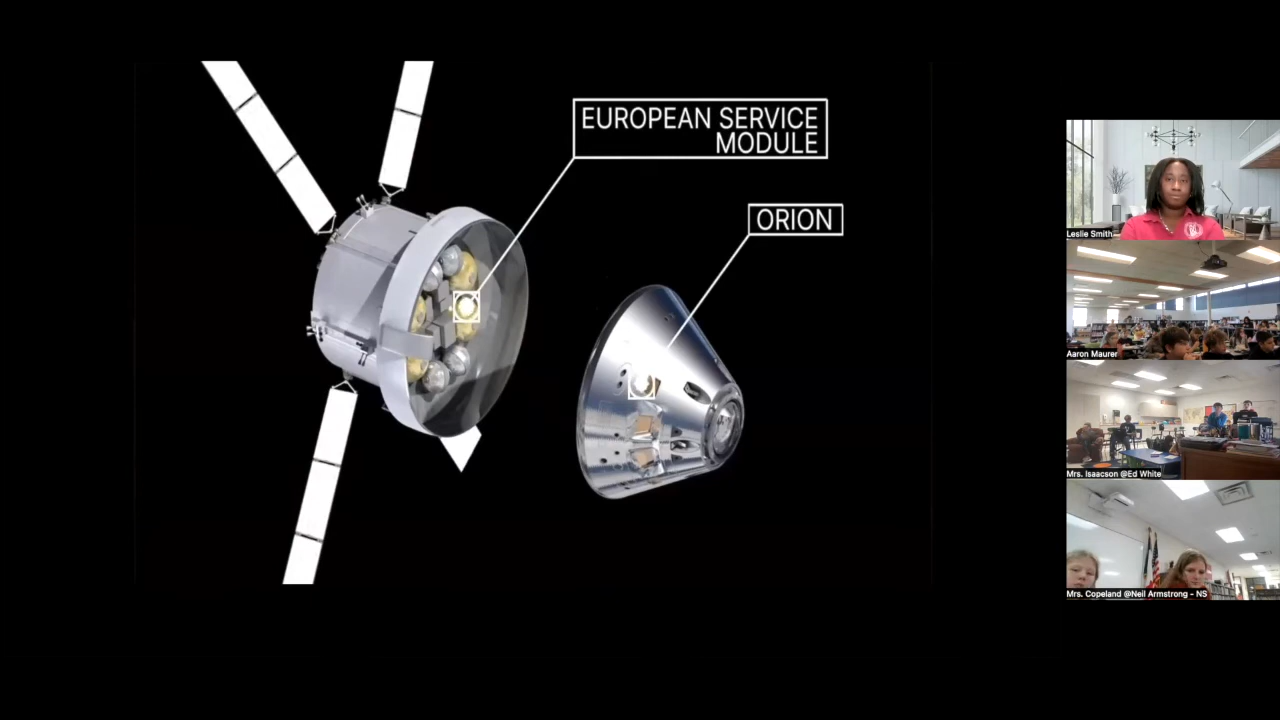 EUROPEAN SERVICE
MODULE
ORION
Leslie Smith
Aaron Maurer
Mrs. Isaacson @Ed White
Mrs. Copeland @Neil Armstrong - NS